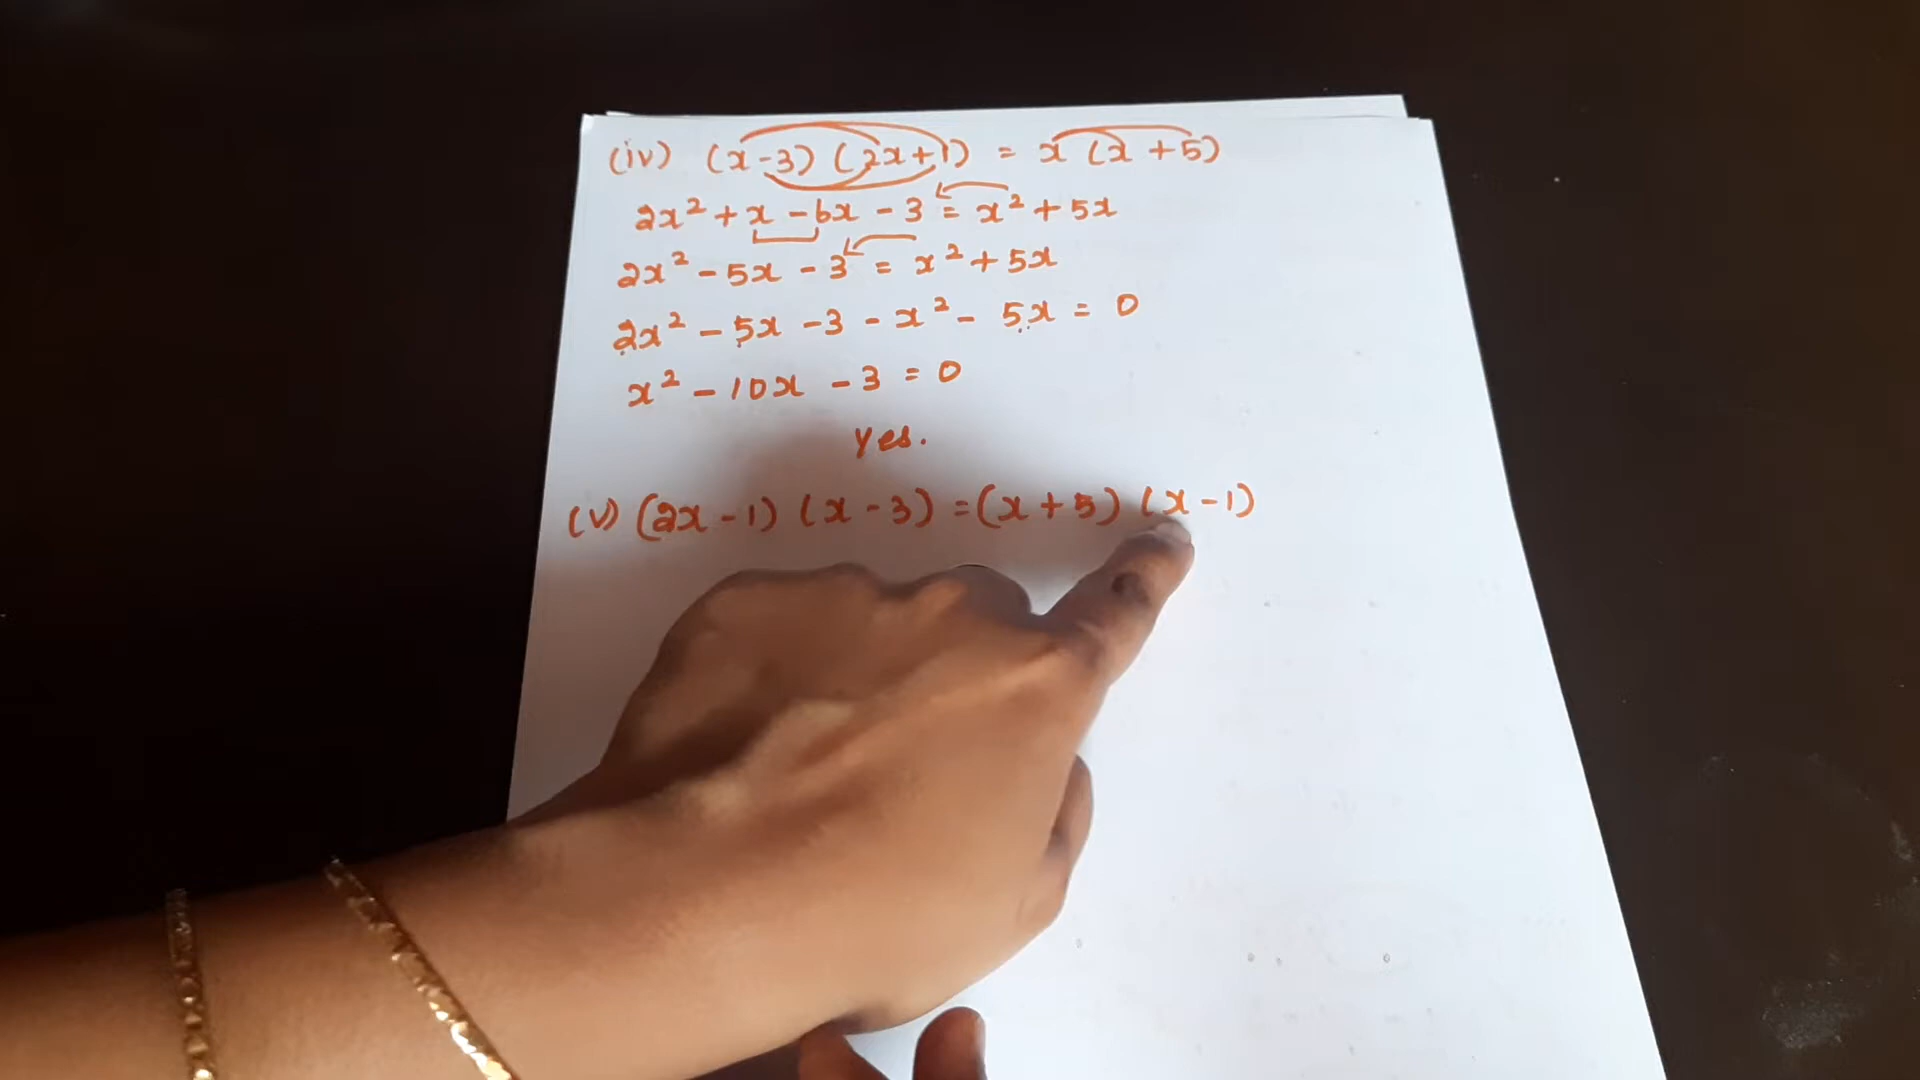 (iv) (x-3) (2x+1) = x (x+5)
2x² + x - 6x - 3 = x² + 5x
2x² - 5x - 3 = x² + 5x
2x² - 5x - 3 - x² - 5x = 0
x² - 10x - 3 = 0
Yes.
(v) (2x-1) (x-3) = (x+5) (x-1)